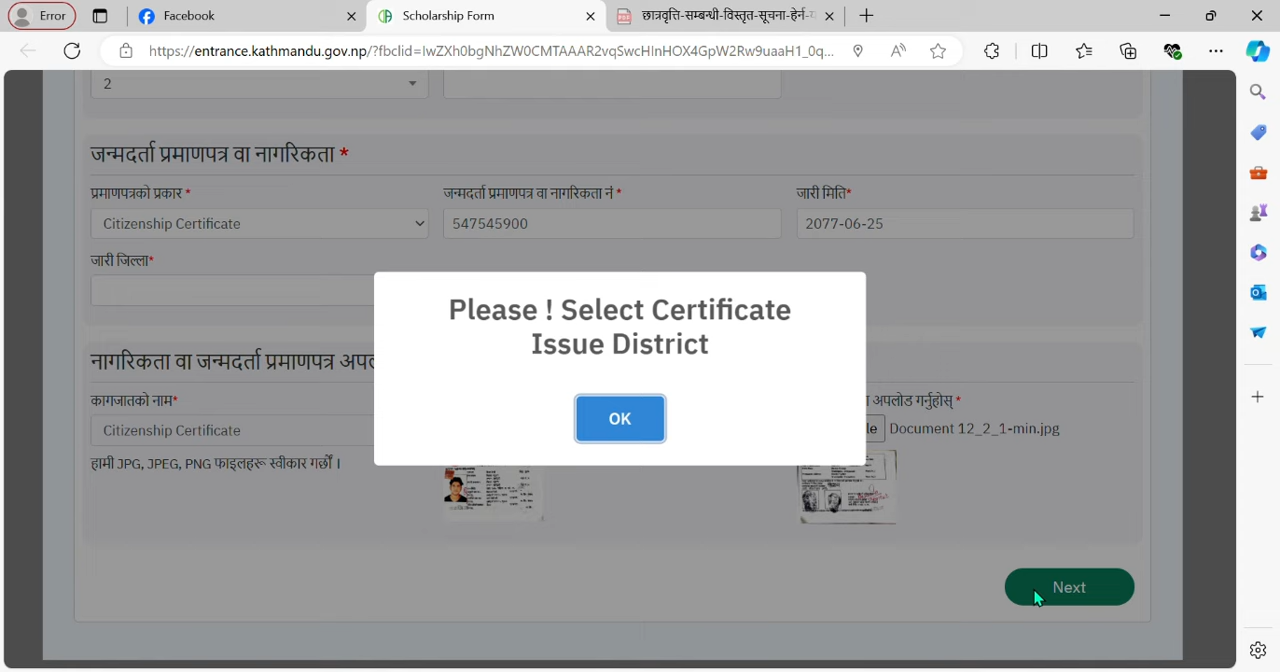 Error
Facebook
Scholarship Form
छात्रवृत्ति-सम्बन्धी-विस्तृत-सूचना-हेर्न-
https://entrance.kathmandu.gov.np/?fbclid=IwZXh0bgNhZW0CMTAAAR2vqSwcHInHOX4GpW2Rw9uaaH1_0q...
2
जन्मदर्ता प्रमाणपत्र वा नागरिकता *
प्रमाणपत्रको प्रकार *
जन्मदर्ता प्रमाणपत्र वा नागरिकता नं *
जारी मिति*
Citizenship Certificate
547545900
2077-06-25
जारी जिल्ला*
Please ! Select Certificate
Issue District
OK
नागरिकता वा जन्मदर्ता प्रमाणपत्र
कागजातको नाम*
अपलोड गर्नुहोस् *
Citizenship Certificate
Document 12_2_1-min.jpg
हामी JPG, JPEG, PNG फाइलहरू स्वीकार गर्छौं ।
Next